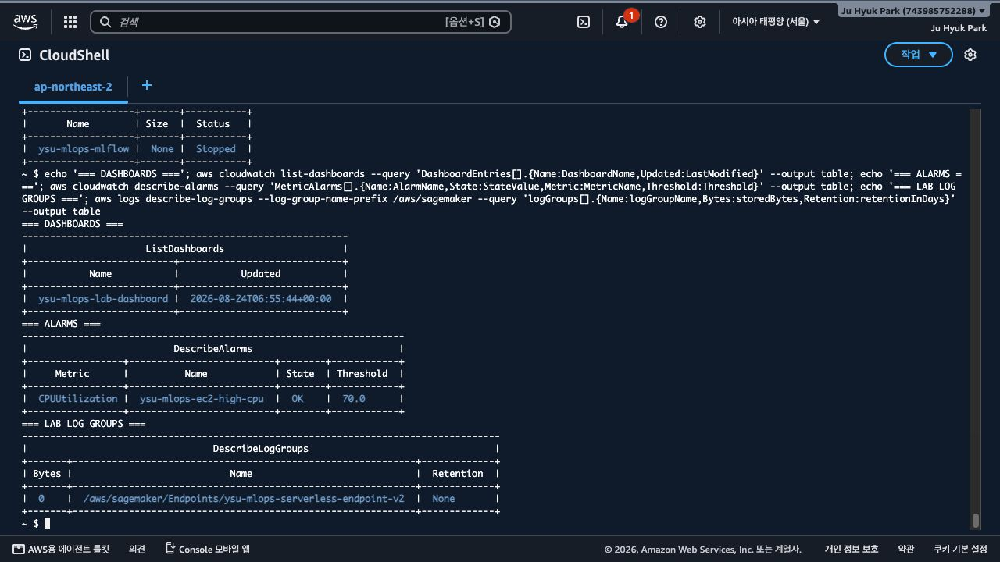 aws
검색 [옵션+S] 1 아시아 태평양 (서울) ▼ Ju Hyuk Park (743985752288) ▼
Ju Hyuk Park
CloudShell 작업 ▼
ap-northeast-2 +
+-------------------+-------+-----------+
| Name | Size | Status |
+-------------------+-------+-----------+
| ysu-mlops-mlflow | None | Stopped |
+-------------------+-------+-----------+
~ $ echo '=== DASHBOARDS ==='; aws cloudwatch list-dashboards --query 'DashboardEntries[].{Name:DashboardName,Updated:LastModified}' --output table; echo '=== ALARMS =
=='; aws cloudwatch describe-alarms --query 'MetricAlarms[].{Name:AlarmName,State:StateValue,Metric:MetricName,Threshold:Threshold}' --output table; echo '=== LAB LOG
GROUPS ==='; aws logs describe-log-groups --log-group-name-prefix /aws/sagemaker --query 'logGroups[].{Name:logGroupName,Bytes:storedBytes,Retention:retentionInDays}'
--output table
=== DASHBOARDS ===
----------------------------------------------------------
| ListDashboards |
+--------------------------+-----------------------------+
| Name | Updated |
+--------------------------+-----------------------------+
| ysu-mlops-lab-dashboard | 2026-08-24T06:55:44+00:00 |
+--------------------------+-----------------------------+
=== ALARMS ===
--------------------------------------------------------------------
| DescribeAlarms |
+-----------------+--------------------------+--------+------------+
| Metric | Name | State | Threshold |
+-----------------+--------------------------+--------+------------+
| CPUUtilization | ysu-mlops-ec2-high-cpu | OK | 70.0 |
+-----------------+--------------------------+--------+------------+
=== LAB LOG GROUPS ===
-------------------------------------------------------------------------------------
| DescribeLogGroups |
+-------+-------------------------------------------------------------+-------------+
| Bytes | Name | Retention |
+-------+-------------------------------------------------------------+-------------+
| 0 | /aws/sagemaker/Endpoints/ysu-mlops-serverless-endpoint-v2 | None |
+-------+-------------------------------------------------------------+-------------+
~ $
AWS용 에이전트 툴킷 의견 Console 모바일 앱 © 2026, Amazon Web Services, Inc. 또는 계열사. 개인 정보 보호 약관 쿠키 기본 설정